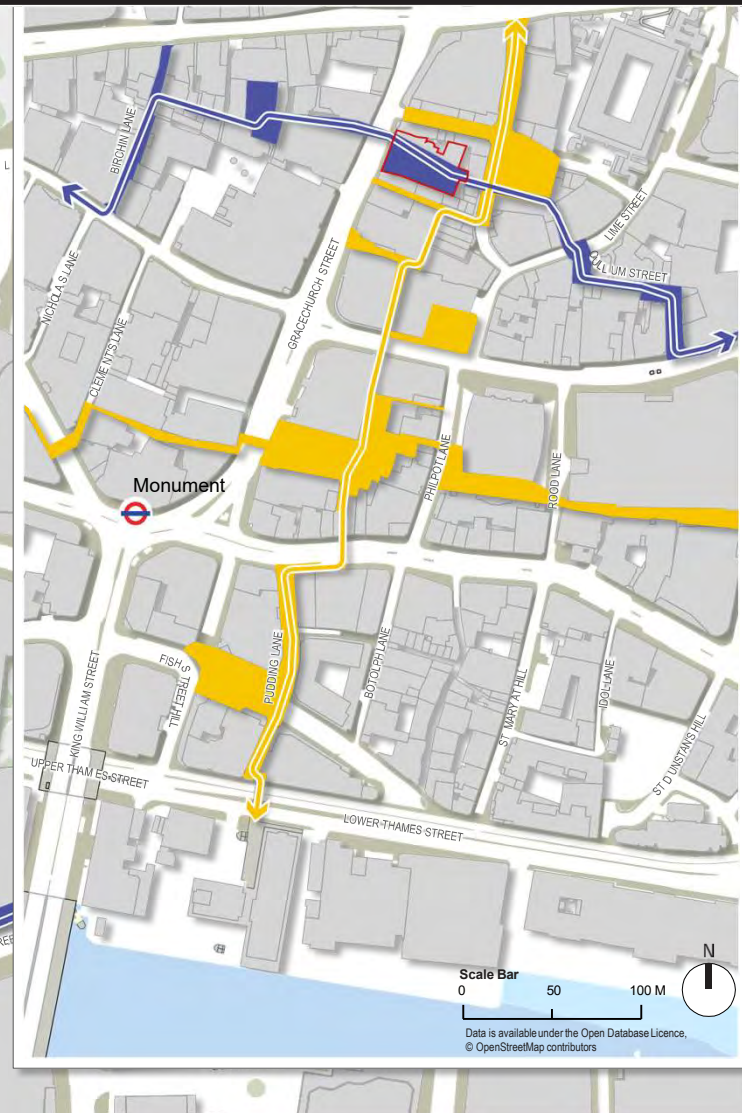 BIRCHIN LANE
LIME STREET
CULLUM STREET
NICHOLAS LANE
GRACECHURCH STREET
CLEMENTS LANE
PHILPOT LANE
ROOD LANE
Monument
FISH STREET HILL
PUDDING LANE
BOTOLPH LANE
KING WILLIAM STREET
ST MARY AT HILL
IDOL LANE
ST DUNSTAN'S HILL
UPPER THAMES STREET
LOWER THAMES STREET
N
Scale Bar
0 50 100 M
Data is available under the Open Database Licence,
© OpenStreetMap contributors